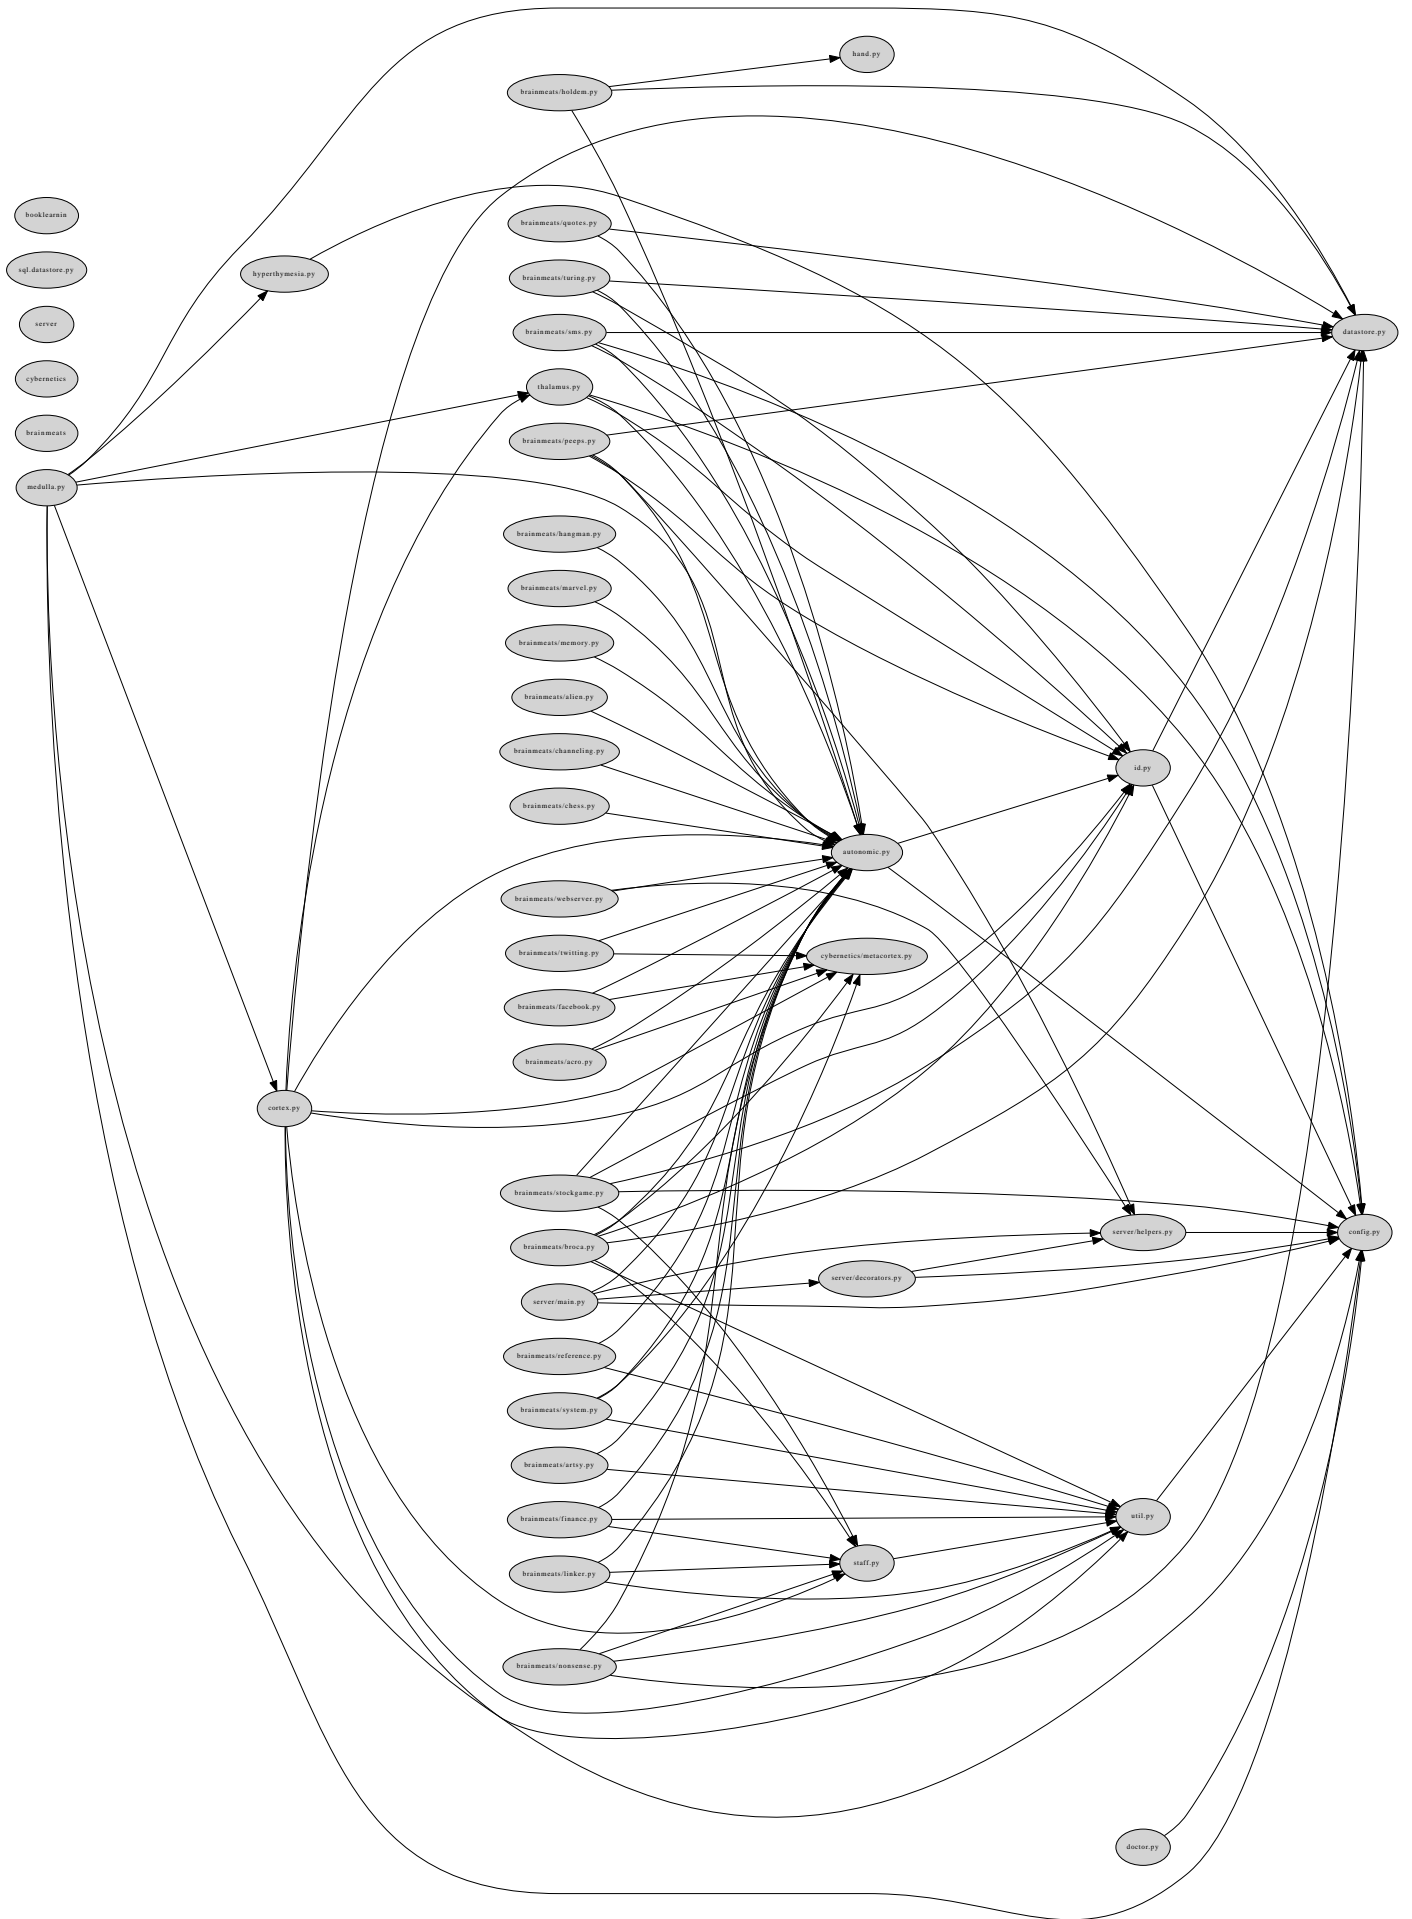 hand.py
brainmeats/holdem.py
booklearnin
brainmeats/quotes.py
sql.datastore.py
hyperthymesia.py
brainmeats/turing.py
server
brainmeats/sms.py
datastore.py
cybernetics
thalamus.py
brainmeats
brainmeats/peeps.py
medulla.py
brainmeats/hangman.py
brainmeats/marvel.py
brainmeats/memory.py
brainmeats/alien.py
brainmeats/channeling.py
id.py
brainmeats/chess.py
autonomic.py
brainmeats/webserver.py
brainmeats/twitting.py
cybernetics/metacortex.py
brainmeats/facebook.py
brainmeats/acro.py
cortex.py
brainmeats/stockgame.py
server/helpers.py
config.py
brainmeats/broca.py
server/decorators.py
server/main.py
brainmeats/reference.py
brainmeats/system.py
brainmeats/artsy.py
brainmeats/finance.py
util.py
staff.py
brainmeats/linker.py
brainmeats/nonsense.py
doctor.py